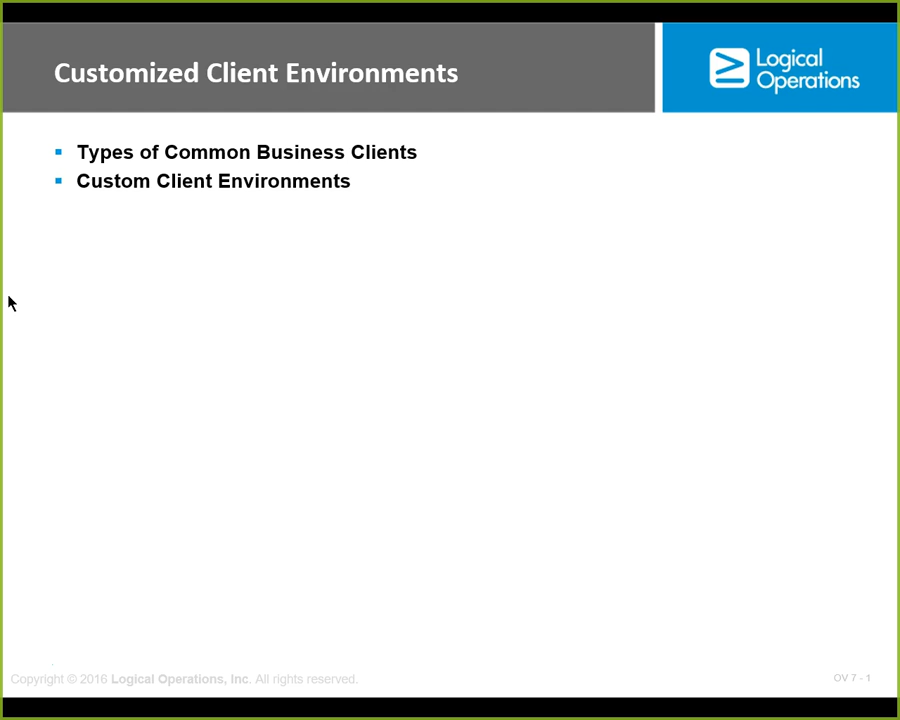 Customized Client Environments
Logical
Operations
Types of Common Business Clients
Custom Client Environments
Copyright © 2016 Logical Operations, Inc. All rights reserved.
OV 7 - 1